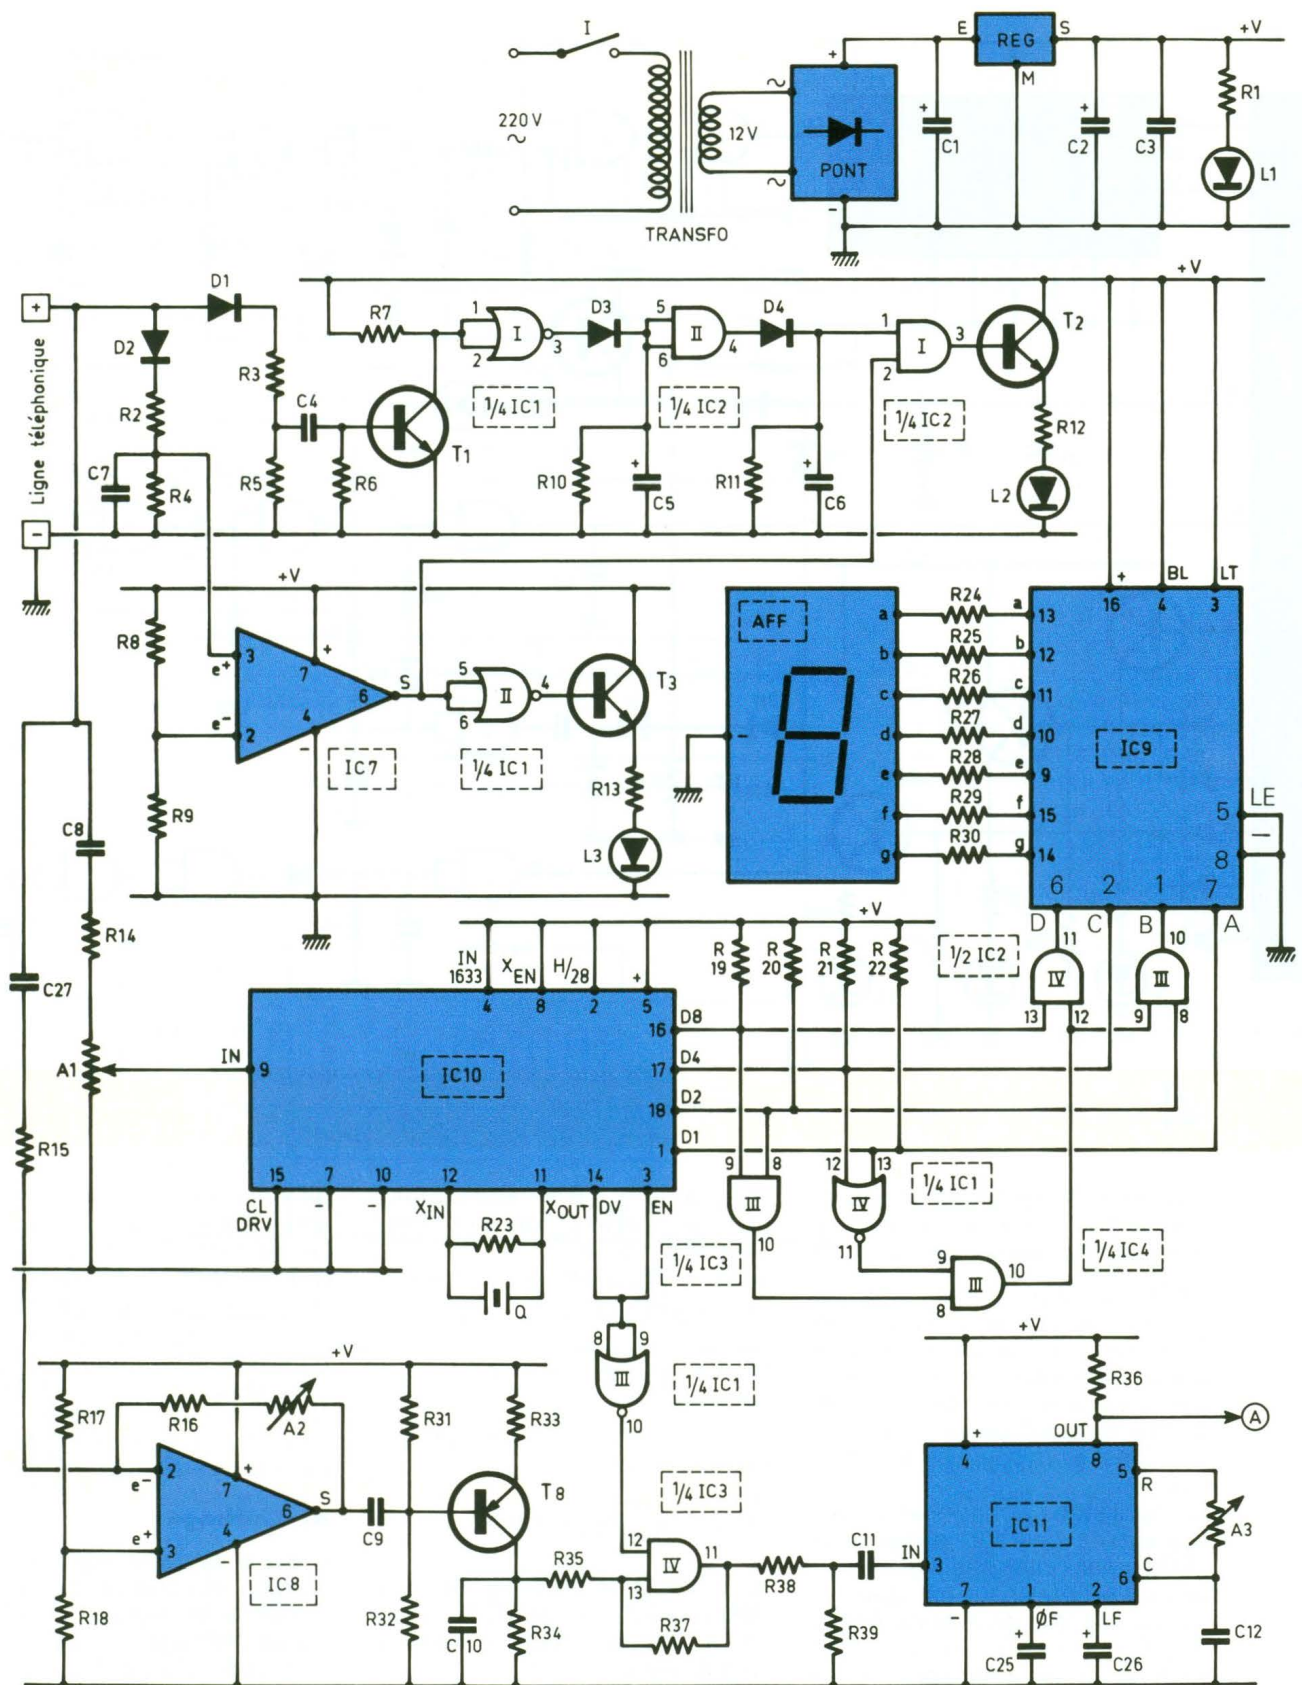 I
220 V
~
12 V
~
~
TRANSFO
+
PONT
-
E
REG
S
M
+V
+
C1
+
C2
C3
R1
L1
+
Ligne téléphonique
-
D1
D2
R2
R3
C4
C7
R4
R5
R6
R7
T1
1
2
I
3
1/4 IC1
D3
5
6
II
4
1/4 IC2
D4
R10
+
C5
R11
+
C6
1
2
I
3
1/4 IC2
T2
R12
L2
+V
+V
R8
R9
e+
3
e-
2
7
+
4
-
6
S
IC7
5
6
II
4
1/4 IC1
T3
R13
L3
AFF
-
a
b
c
d
e
f
g
R24
R25
R26
R27
R28
R29
R30
a
b
c
d
e
f
g
13
12
11
10
9
15
14
+
BL
LT
16
4
3
IC9
5
LE
-
8
6
2
1
7
D
C
B
A
C8
R14
C27
A1
R15
IN
9
IN 1633
XEN
H/28
+
4
8
2
5
IC10
16
D8
17
D4
18
D2
1
D1
15
7
10
12
11
14
3
CL DRV
-
-
XIN
XOUT
DV
EN
R23
Q
+V
R 19
R 20
R 21
R 22
1/2 IC2
11
IV
13
12
10
III
9
8
9
8
III
10
1/4 IC3
12
13
IV
11
1/4 IC1
9
8
III
10
1/4 IC4
8
9
III
10
1/4 IC1
+V
R17
R18
R16
A2
e-
2
e+
3
7
+
4
-
6
S
IC8
C9
R31
R32
R33
T8
C10
R34
R35
1/4 IC3
12
13
IV
11
R37
R38
R39
C11
IN
3
+V
+
4
R36
OUT
8
A
5
R
IC11
6
C
A3
7
-
1
ØF
2
LF
+
C25
+
C26
C12